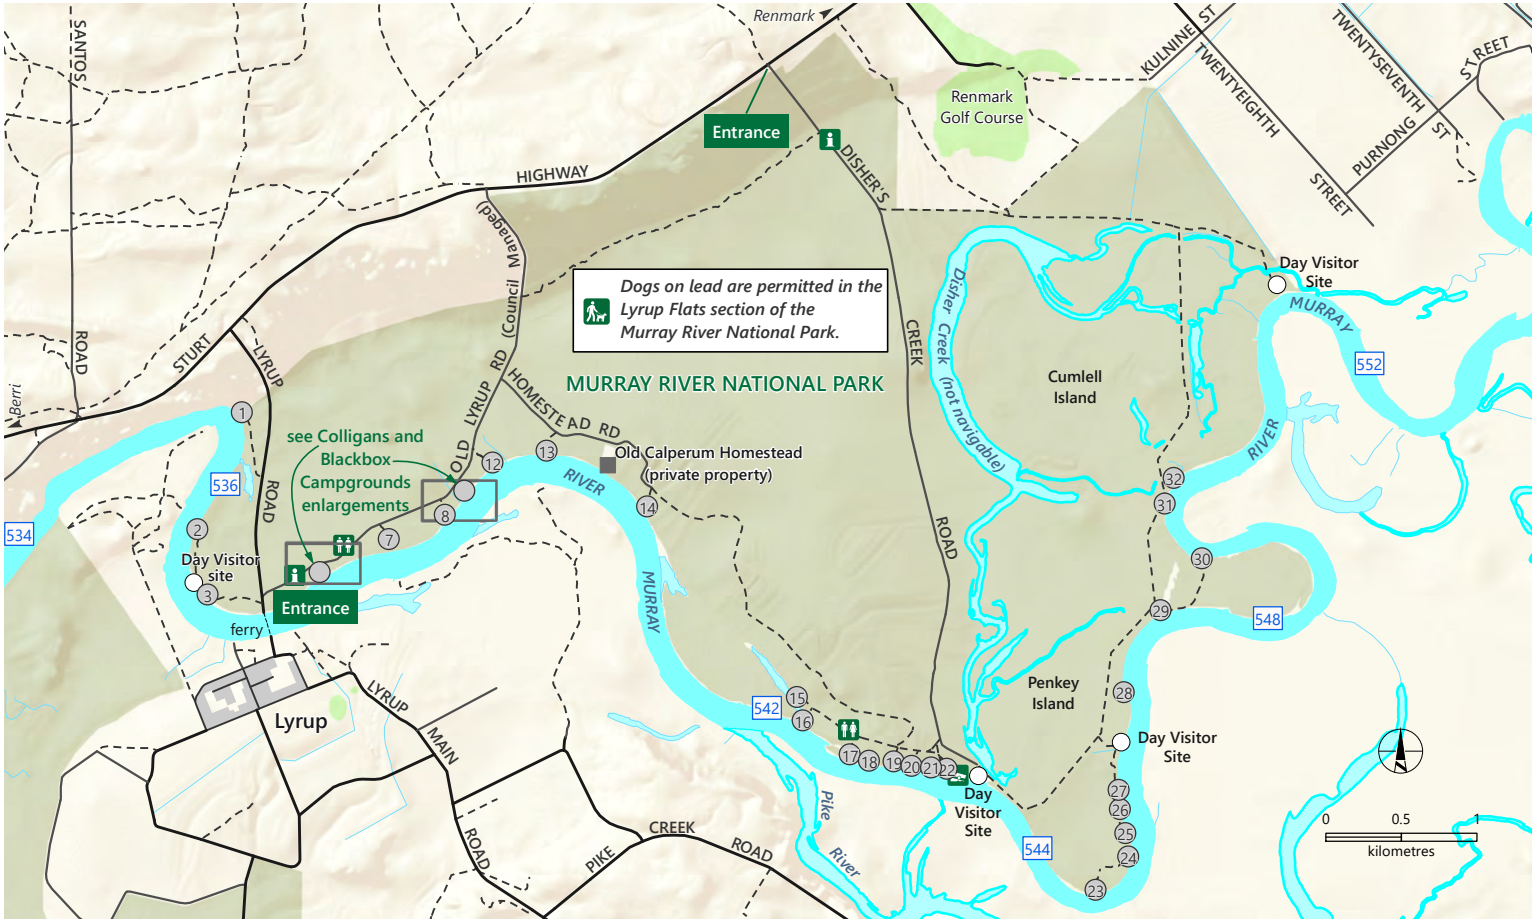 Renmark
SANTOS
ROAD
KULNINE ST
TWENTYSEVENTH
ST
STREET
PURNONG
TWENTYEIGHTH
STREET
Renmark
Golf Course
Entrance
i
DISHER'S
CREEK
ROAD
HIGHWAY
STURT
OLD LYRUP RD (Council Managed)
Dogs on lead are permitted in the
Lyrup Flats section of the
Murray River National Park.
MURRAY RIVER NATIONAL PARK
Disher Creek (not navigable)
Day Visitor
Site
MURRAY
RIVER
552
Cumlell
Island
Berri
LYRUP
ROAD
HOMESTEAD RD
1
see Colligans and
Blackbox
Campgrounds
enlargements
12
13
Old Calperum Homestead
(private property)
RIVER
MURRAY
536
534
2
8
7
14
32
31
30
29
548
Day Visitor
site
3
i
Entrance
ferry
Lyrup
LYRUP
MAIN
ROAD
542
15
16
17
18
19
20
21
22
Day
Visitor
Site
Penkey
Island
28
Day Visitor
Site
27
26
25
24
23
544
Pike
River
PIKE
CREEK
ROAD
0 0.5 1
kilometres
N